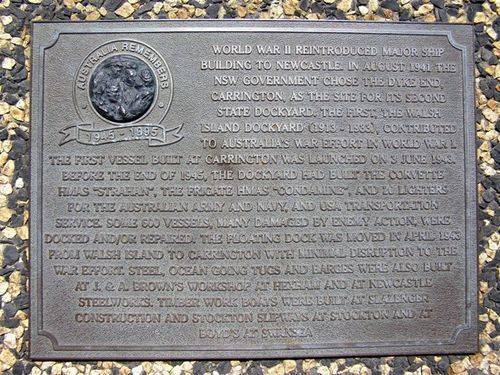 AUSTRALIA REMEMBERS
1945 - 1995
WORLD WAR II REINTRODUCED MAJOR SHIP
BUILDING TO NEWCASTLE. IN AUGUST 1941 THE
NSW GOVERNMENT CHOSE THE DYKE END,
CARRINGTON, AS THE SITE FOR ITS SECOND
STATE DOCKYARD. THE FIRST, THE WALSH
ISLAND DOCKYARD (1913 - 1933), CONTRIBUTED
TO AUSTRALIA'S WAR EFFORT IN WORLD WAR I.
THE FIRST VESSEL BUILT AT CARRINGTON WAS LAUNCHED ON 5 JUNE 1943.
BEFORE THE END OF 1945, THE DOCKYARD HAD BUILT THE CORVETTE
HMAS "STRAHAN", THE FRIGATE HMAS "CONDAMINE", AND 20 LIGHTERS
FOR THE AUSTRALIAN ARMY AND NAVY, AND USA TRANSPORTATION
SERVICE. SOME 600 VESSELS, MANY DAMAGED BY ENEMY ACTION, WERE
DOCKED AND/OR REPAIRED. THE FLOATING DOCK WAS MOVED IN APRIL 1943
FROM WALSH ISLAND TO CARRINGTON WITH MINIMAL DISRUPTION TO THE
WAR EFFORT. STEEL, OCEAN GOING TUGS AND BARGES WERE ALSO BUILT
AT J. & A. BROWN'S WORKSHOP AT HEXHAM AND AT NEWCASTLE
STEELWORKS. TIMBER WORK BOATS WERE BUILT AT
CONSTRUCTION AND STOCKTON SLIPWAYS AT STOCKTON AND AT
BOYD'S AT SWANSEA